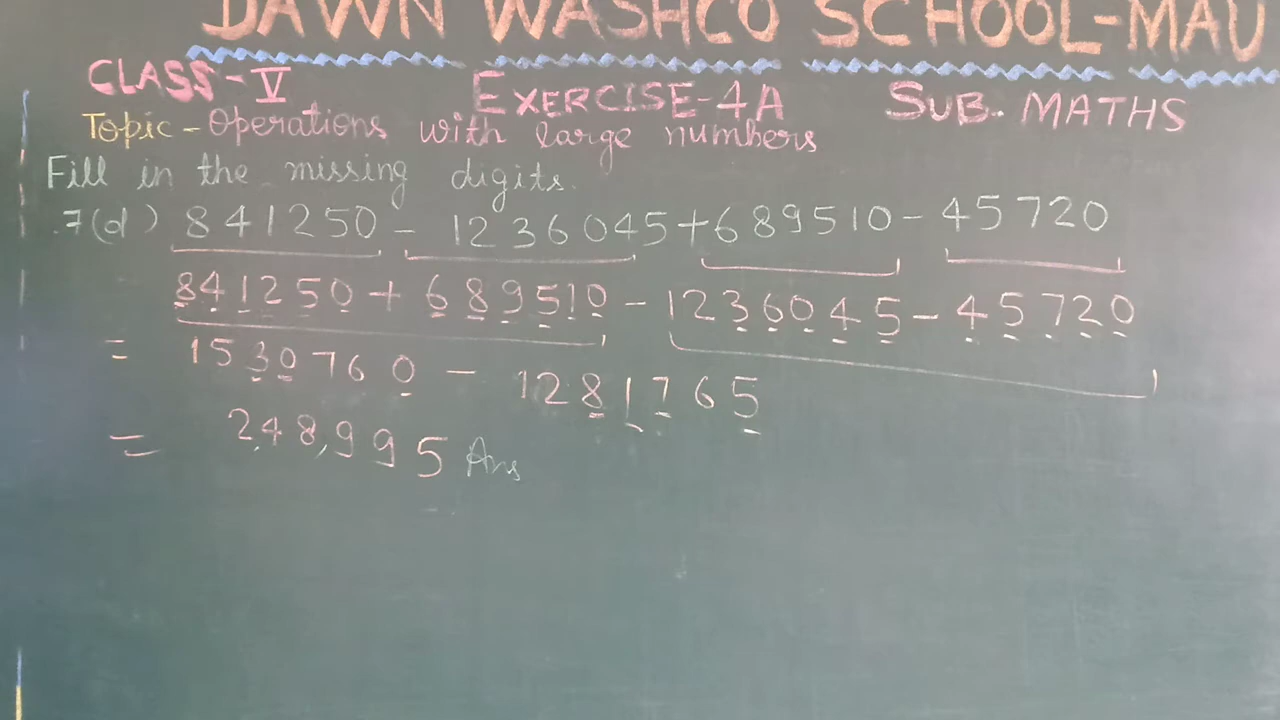 DAWN WASHCO SCHOOL-MAU
CLASS-V EXERCISE-4A SUB. MATHS
Topic - Operations with large numbers
Fill in the missing digits.
7(d) 841250 - 1236045 + 689510 - 45720
841250 + 689510 - 1236045 - 45720
= 1530760 - 1281765
= 2,48,995 Ans